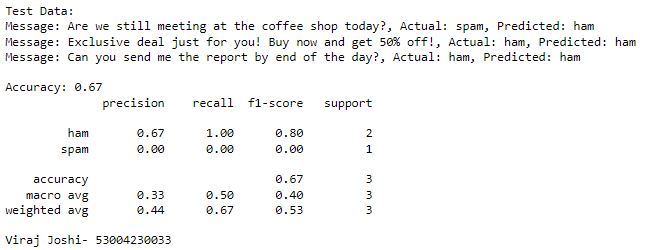 Test Data:
Message: Are we still meeting at the coffee shop today?, Actual: spam, Predicted: ham
Message: Exclusive deal just for you! Buy now and get 50% off!, Actual: ham, Predicted: ham
Message: Can you send me the report by end of the day?, Actual: ham, Predicted: ham
Accuracy: 0.67
precision recall f1-score support
ham 0.67 1.00 0.80 2
spam 0.00 0.00 0.00 1
accuracy 0.67 3
macro avg 0.33 0.50 0.40 3
weighted avg 0.44 0.67 0.53 3
Viraj Joshi- 53004230033